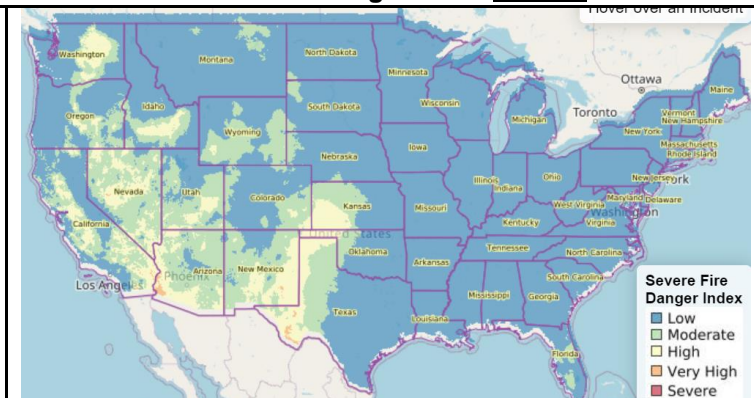 Hover over an incident
Washington
Montana
North Dakota
Minnesota
Ottawa
Maine
Oregon
Idaho
Wyoming
South Dakota
Wisconsin
Michigan
Toronto
Vermont
New Hampshire
New York
Massachusetts
Rhode Island
Nebraska
Iowa
Illinois
Indiana
Ohio
New Jersey
York
Nevada
Utah
Colorado
Kansas
Missouri
West Virginia
Maryland
Delaware
Washington
Virginia
Kentucky
California
United States
Oklahoma
Tennessee
North Carolina
Los Angeles
Phoenix
Arizona
New Mexico
Arkansas
South Carolina
Mississippi
Georgia
Texas
Louisiana
Florida
Severe Fire
Danger Index
Low
Moderate
High
Very High
Severe